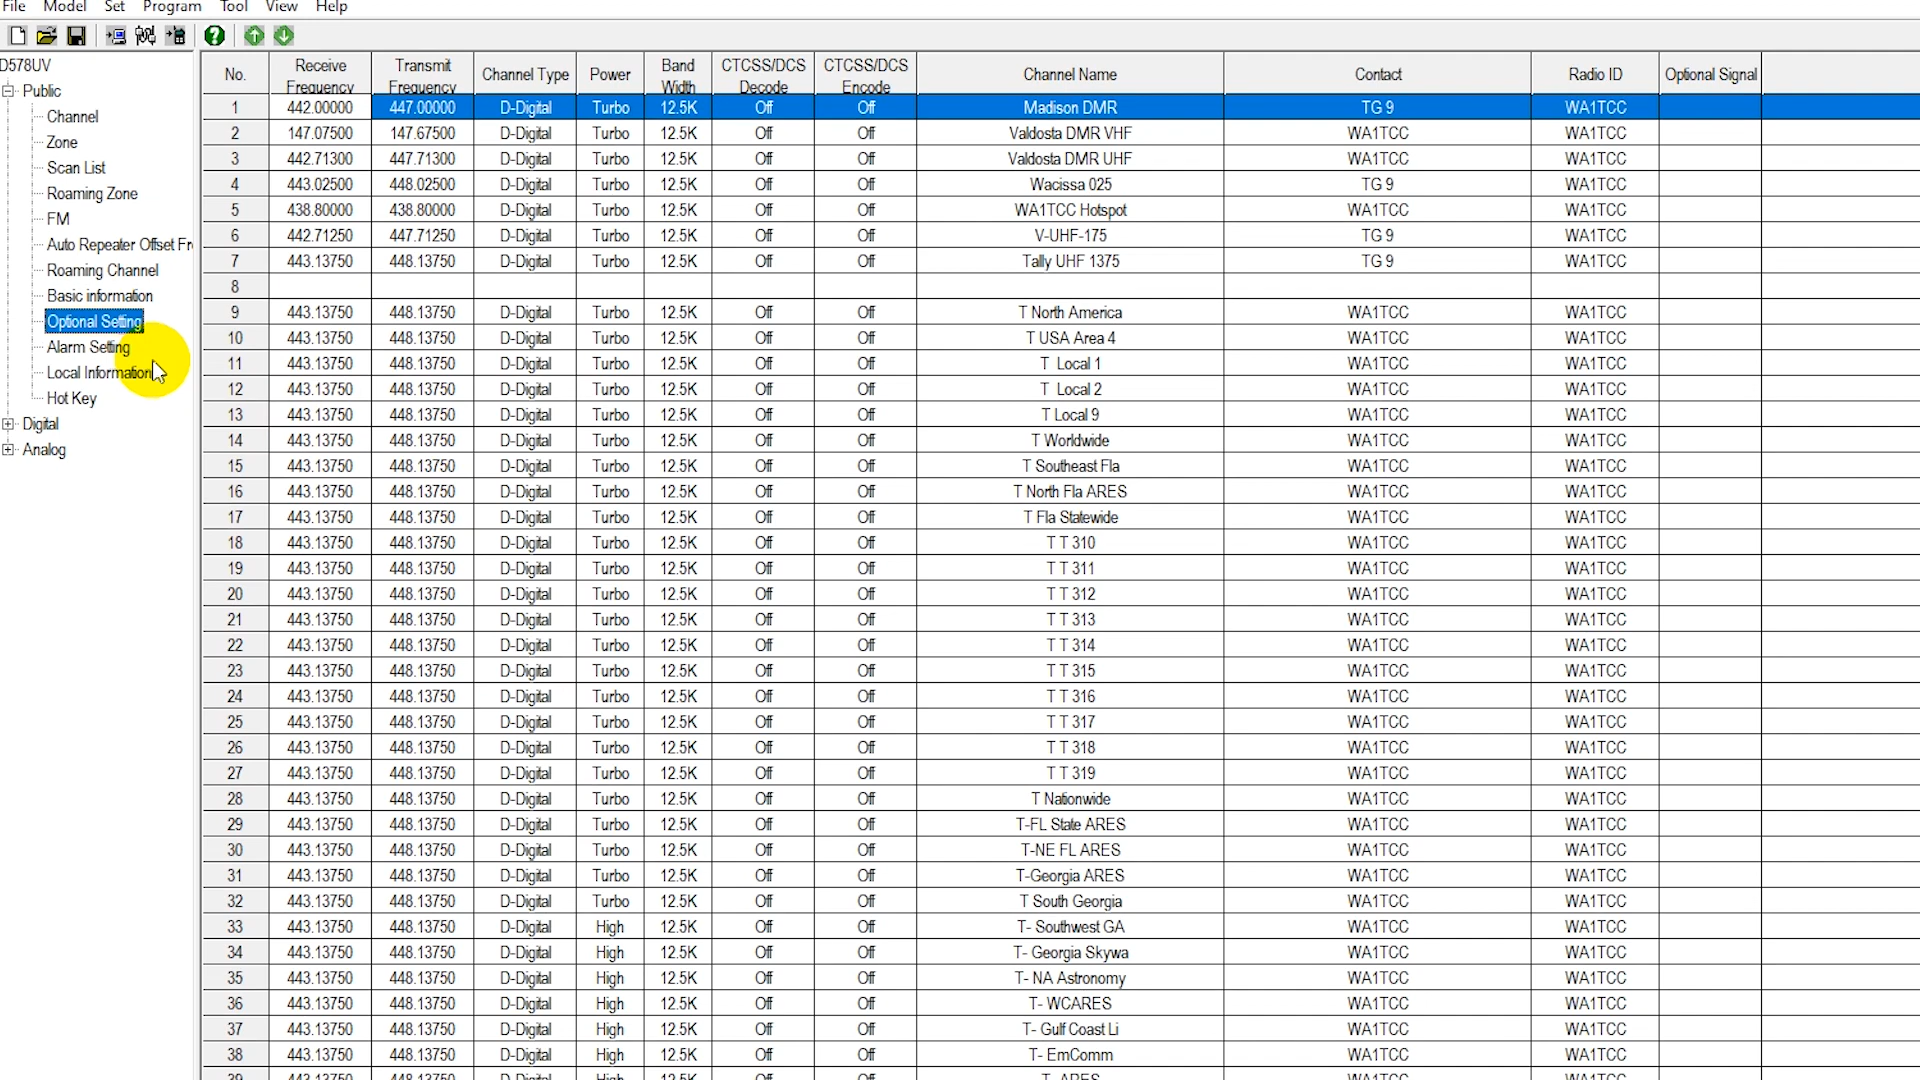 File Model Set Program Tool View Help
D578UV
Public
Channel
Zone
Scan List
Roaming Zone
FM
Auto Repeater Offset Fr
Roaming Channel
Basic information
Optional Setting
Alarm Setting
Local Information
Hot Key
Digital
Analog
No. Receive Frequency Transmit Frequency Channel Type Power Band Width CTCSS/DCS Decode CTCSS/DCS Encode Channel Name Contact Radio ID Optional Signal
1 442.00000 447.00000 D-Digital Turbo 12.5K Off Off Madison DMR TG 9 WA1TCC
2 147.07500 147.67500 D-Digital Turbo 12.5K Off Off Valdosta DMR VHF WA1TCC WA1TCC
3 442.71300 447.71300 D-Digital Turbo 12.5K Off Off Valdosta DMR UHF WA1TCC WA1TCC
4 443.02500 448.02500 D-Digital Turbo 12.5K Off Off Wacissa 025 TG 9 WA1TCC
5 438.80000 438.80000 D-Digital Turbo 12.5K Off Off WA1TCC Hotspot WA1TCC WA1TCC
6 442.71250 447.71250 D-Digital Turbo 12.5K Off Off V-UHF-175 TG 9 WA1TCC
7 443.13750 448.13750 D-Digital Turbo 12.5K Off Off Tally UHF 1375 TG 9 WA1TCC
8
9 443.13750 448.13750 D-Digital Turbo 12.5K Off Off T North America WA1TCC WA1TCC
10 443.13750 448.13750 D-Digital Turbo 12.5K Off Off T USA Area 4 WA1TCC WA1TCC
11 443.13750 448.13750 D-Digital Turbo 12.5K Off Off T Local 1 WA1TCC WA1TCC
12 443.13750 448.13750 D-Digital Turbo 12.5K Off Off T Local 2 WA1TCC WA1TCC
13 443.13750 448.13750 D-Digital Turbo 12.5K Off Off T Local 9 WA1TCC WA1TCC
14 443.13750 448.13750 D-Digital Turbo 12.5K Off Off T Worldwide WA1TCC WA1TCC
15 443.13750 448.13750 D-Digital Turbo 12.5K Off Off T Southeast Fla WA1TCC WA1TCC
16 443.13750 448.13750 D-Digital Turbo 12.5K Off Off T North Fla ARES WA1TCC WA1TCC
17 443.13750 448.13750 D-Digital Turbo 12.5K Off Off T Fla Statewide WA1TCC WA1TCC
18 443.13750 448.13750 D-Digital Turbo 12.5K Off Off T T 310 WA1TCC WA1TCC
19 443.13750 448.13750 D-Digital Turbo 12.5K Off Off T T 311 WA1TCC WA1TCC
20 443.13750 448.13750 D-Digital Turbo 12.5K Off Off T T 312 WA1TCC WA1TCC
21 443.13750 448.13750 D-Digital Turbo 12.5K Off Off T T 313 WA1TCC WA1TCC
22 443.13750 448.13750 D-Digital Turbo 12.5K Off Off T T 314 WA1TCC WA1TCC
23 443.13750 448.13750 D-Digital Turbo 12.5K Off Off T T 315 WA1TCC WA1TCC
24 443.13750 448.13750 D-Digital Turbo 12.5K Off Off T T 316 WA1TCC WA1TCC
25 443.13750 448.13750 D-Digital Turbo 12.5K Off Off T T 317 WA1TCC WA1TCC
26 443.13750 448.13750 D-Digital Turbo 12.5K Off Off T T 318 WA1TCC WA1TCC
27 443.13750 448.13750 D-Digital Turbo 12.5K Off Off T T 319 WA1TCC WA1TCC
28 443.13750 448.13750 D-Digital Turbo 12.5K Off Off T Nationwide WA1TCC WA1TCC
29 443.13750 448.13750 D-Digital Turbo 12.5K Off Off T-FL State ARES WA1TCC WA1TCC
30 443.13750 448.13750 D-Digital Turbo 12.5K Off Off T-NE FL ARES WA1TCC WA1TCC
31 443.13750 448.13750 D-Digital Turbo 12.5K Off Off T-Georgia ARES WA1TCC WA1TCC
32 443.13750 448.13750 D-Digital Turbo 12.5K Off Off T South Georgia WA1TCC WA1TCC
33 443.13750 448.13750 D-Digital High 12.5K Off Off T- Southwest GA WA1TCC WA1TCC
34 443.13750 448.13750 D-Digital High 12.5K Off Off T- Georgia Skywa WA1TCC WA1TCC
35 443.13750 448.13750 D-Digital High 12.5K Off Off T- NA Astronomy WA1TCC WA1TCC
36 443.13750 448.13750 D-Digital High 12.5K Off Off T- WCARES WA1TCC WA1TCC
37 443.13750 448.13750 D-Digital High 12.5K Off Off T- Gulf Coast Li WA1TCC WA1TCC
38 443.13750 448.13750 D-Digital High 12.5K Off Off T- EmComm WA1TCC WA1TCC
39 443.13750 448.13750 D-Digital High 12.5K Off Off T- ARES WA1TCC WA1TCC